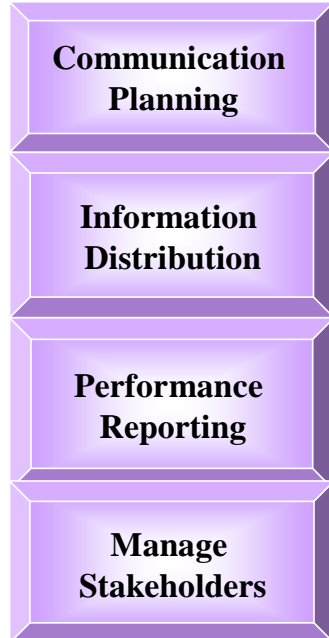 Communication
Planning
Information
Distribution
Performance
Reporting
Manage
Stakeholders